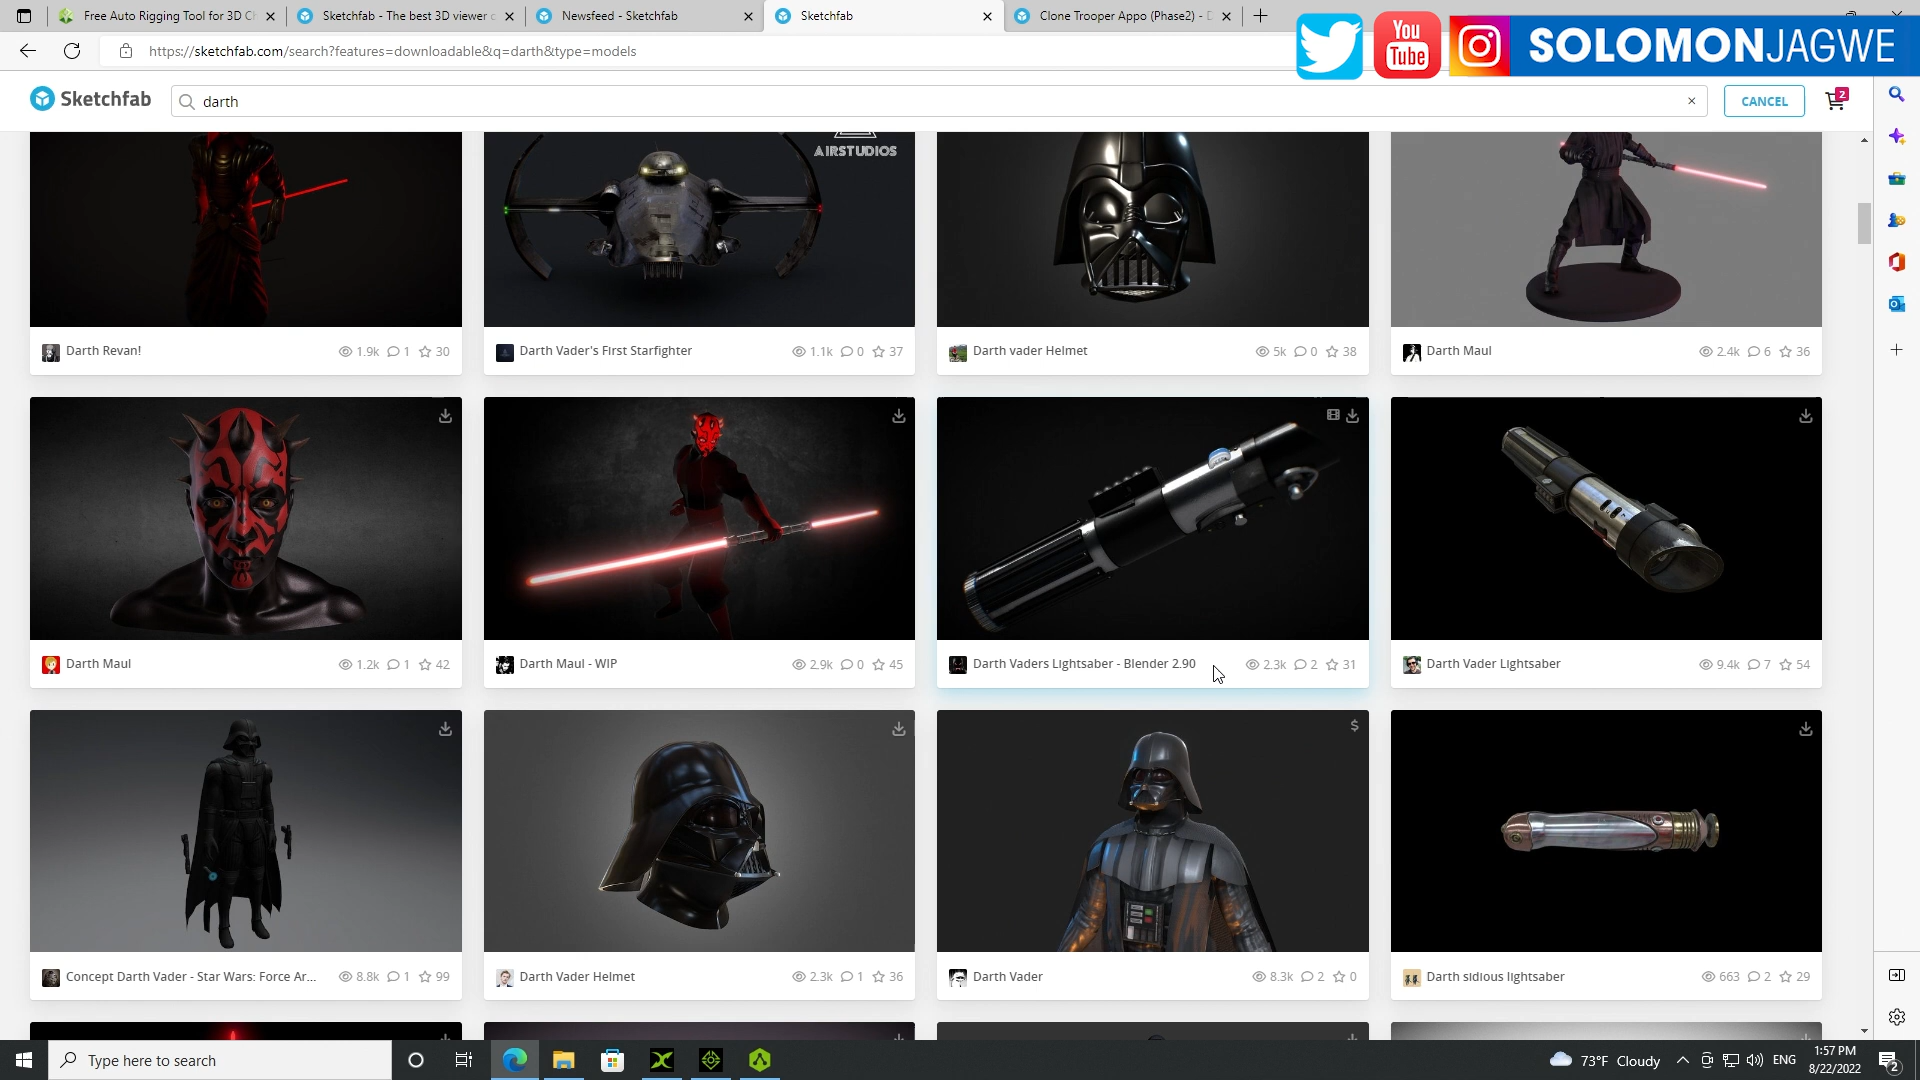 Free Auto Rigging Tool for 3D Ch
Sketchfab - The best 3D viewer o
Newsfeed - Sketchfab
Sketchfab
Clone Trooper Appo (Phase2) - D
https://sketchfab.com/search?features=downloadable&q=darth&type=models
You
Tube
SOLOMONJAGWE
Sketchfab
darth
CANCEL
2
AIRSTUDIOS
Darth Revan!
1.9k 1 30
Darth Vader's First Starfighter
1.1k 0 37
Darth vader Helmet
5k 0 38
Darth Maul
2.4k 6 36
Darth Maul
1.2k 1 42
Darth Maul - WIP
2.9k 0 45
Darth Vaders Lightsaber - Blender 2.90
2.3k 2 31
Darth Vader Lightsaber
9.4k 7 54
$
Concept Darth Vader - Star Wars: Force Ar...
8.8k 1 99
Darth Vader Helmet
2.3k 1 36
Darth Vader
8.3k 2 0
Darth sidious lightsaber
663 2 29
Type here to search
73°F Cloudy
ENG
1:57 PM
8/22/2022
2